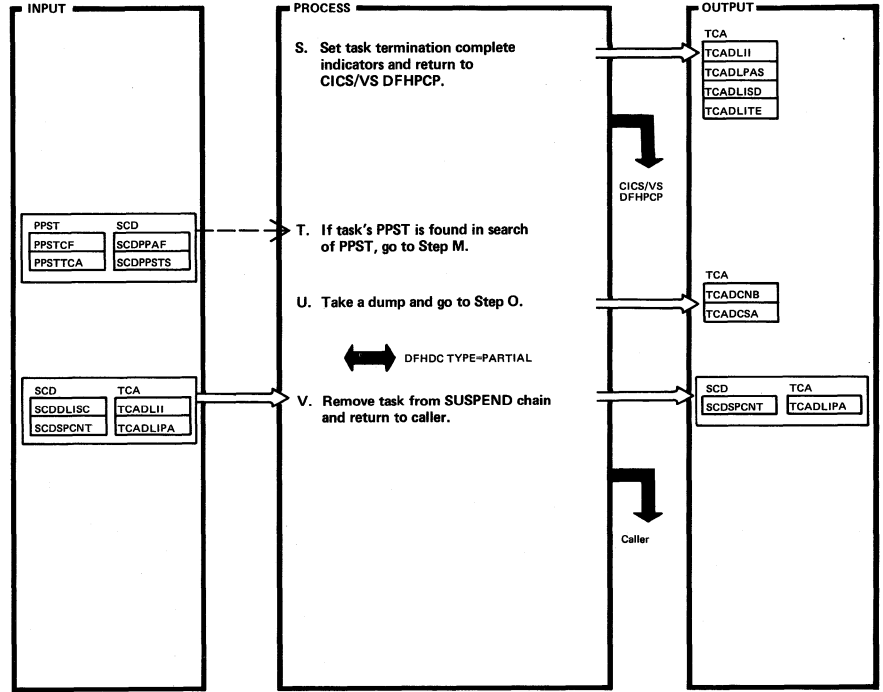 INPUT
PROCESS
OUTPUT
S. Set task termination complete
indicators and return to
CICS/VS DFHPCP.
TCA
TCADLII
TCADLPAS
TCADLISD
TCADLITE
CICS/VS
DFHPCP
PPST SCD
PPSTCF SCDPPAF
PPSTTCA SCDPPSTS
T. If task's PPST is found in search
of PPST, go to Step M.
U. Take a dump and go to Step O.
TCA
TCADCNB
TCADCSA
DFHDC TYPE=PARTIAL
SCD TCA
SCDDLISC TCADLII
SCDSPCNT TCADLIPA
V. Remove task from SUSPEND chain
and return to caller.
SCD TCA
SCDSPCNT TCADLIPA
Caller